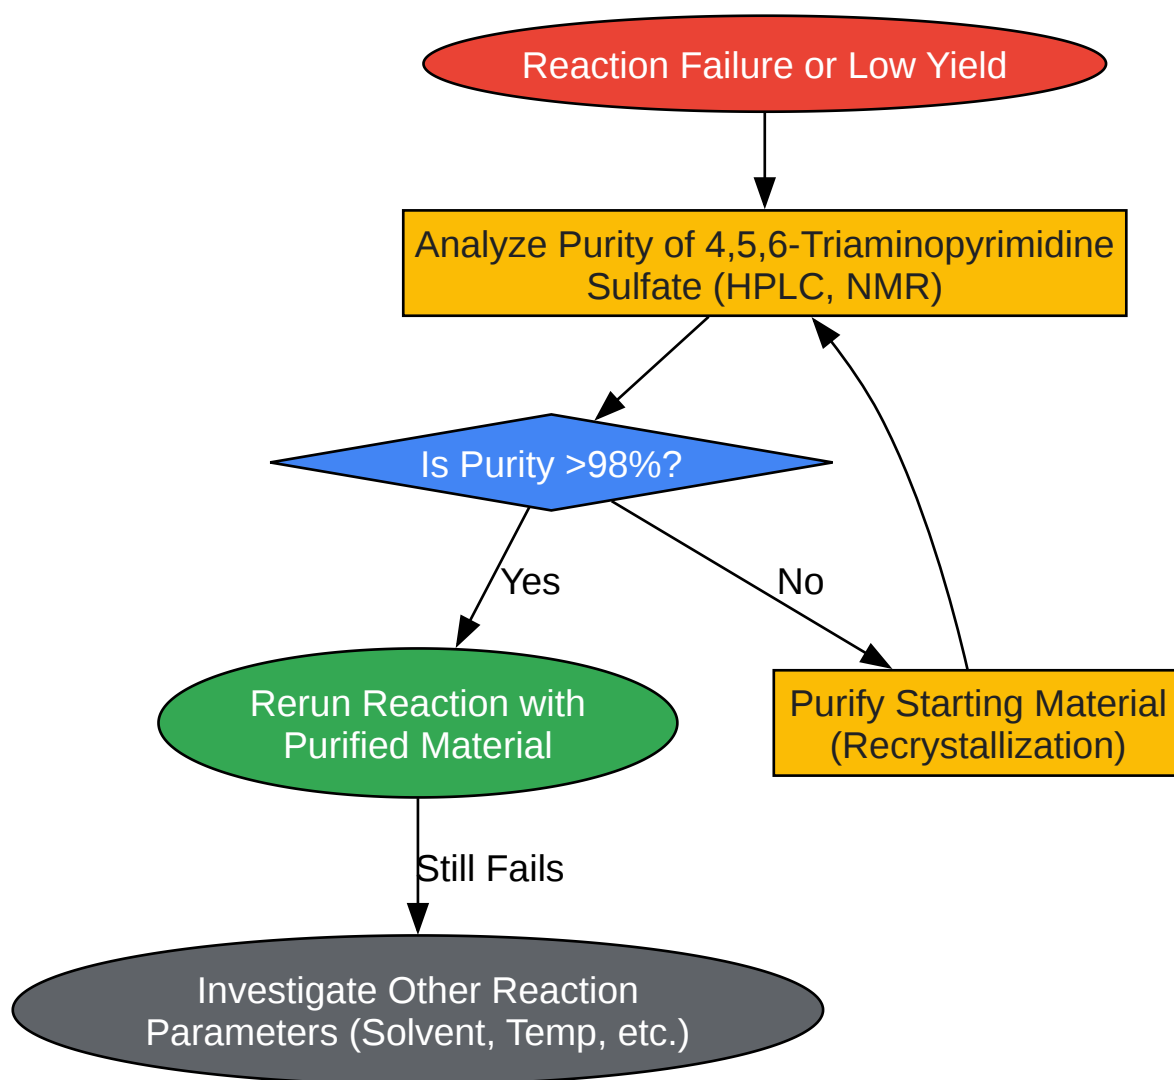 Reaction Failure or Low Yield
Analyze Purity of 4,5,6-Triaminopyrimidine
Sulfate (HPLC, NMR)
Is Purity >98%?
Yes
No
Rerun Reaction with
Purified Material
Purify Starting Material
(Recrystallization)
Still Fails
Investigate Other Reaction
Parameters (Solvent, Temp, etc.)